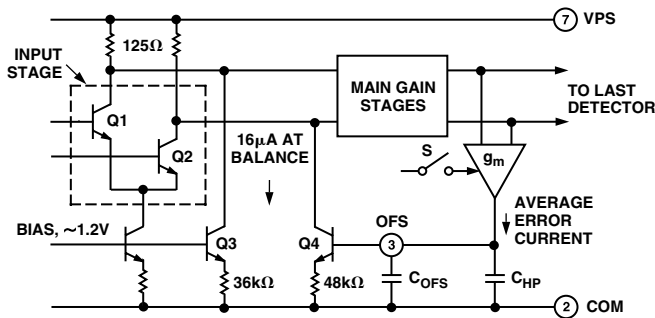 7 VPS
125Ω
INPUT
STAGE
MAIN GAIN
STAGES
TO LAST
DETECTOR
Q1
Q2
16μA AT
BALANCE
S
gm
AVERAGE
ERROR
CURRENT
BIAS, ~1.2V
Q3
Q4
OFS
3
36kΩ
48kΩ
COFS
CHP
2 COM